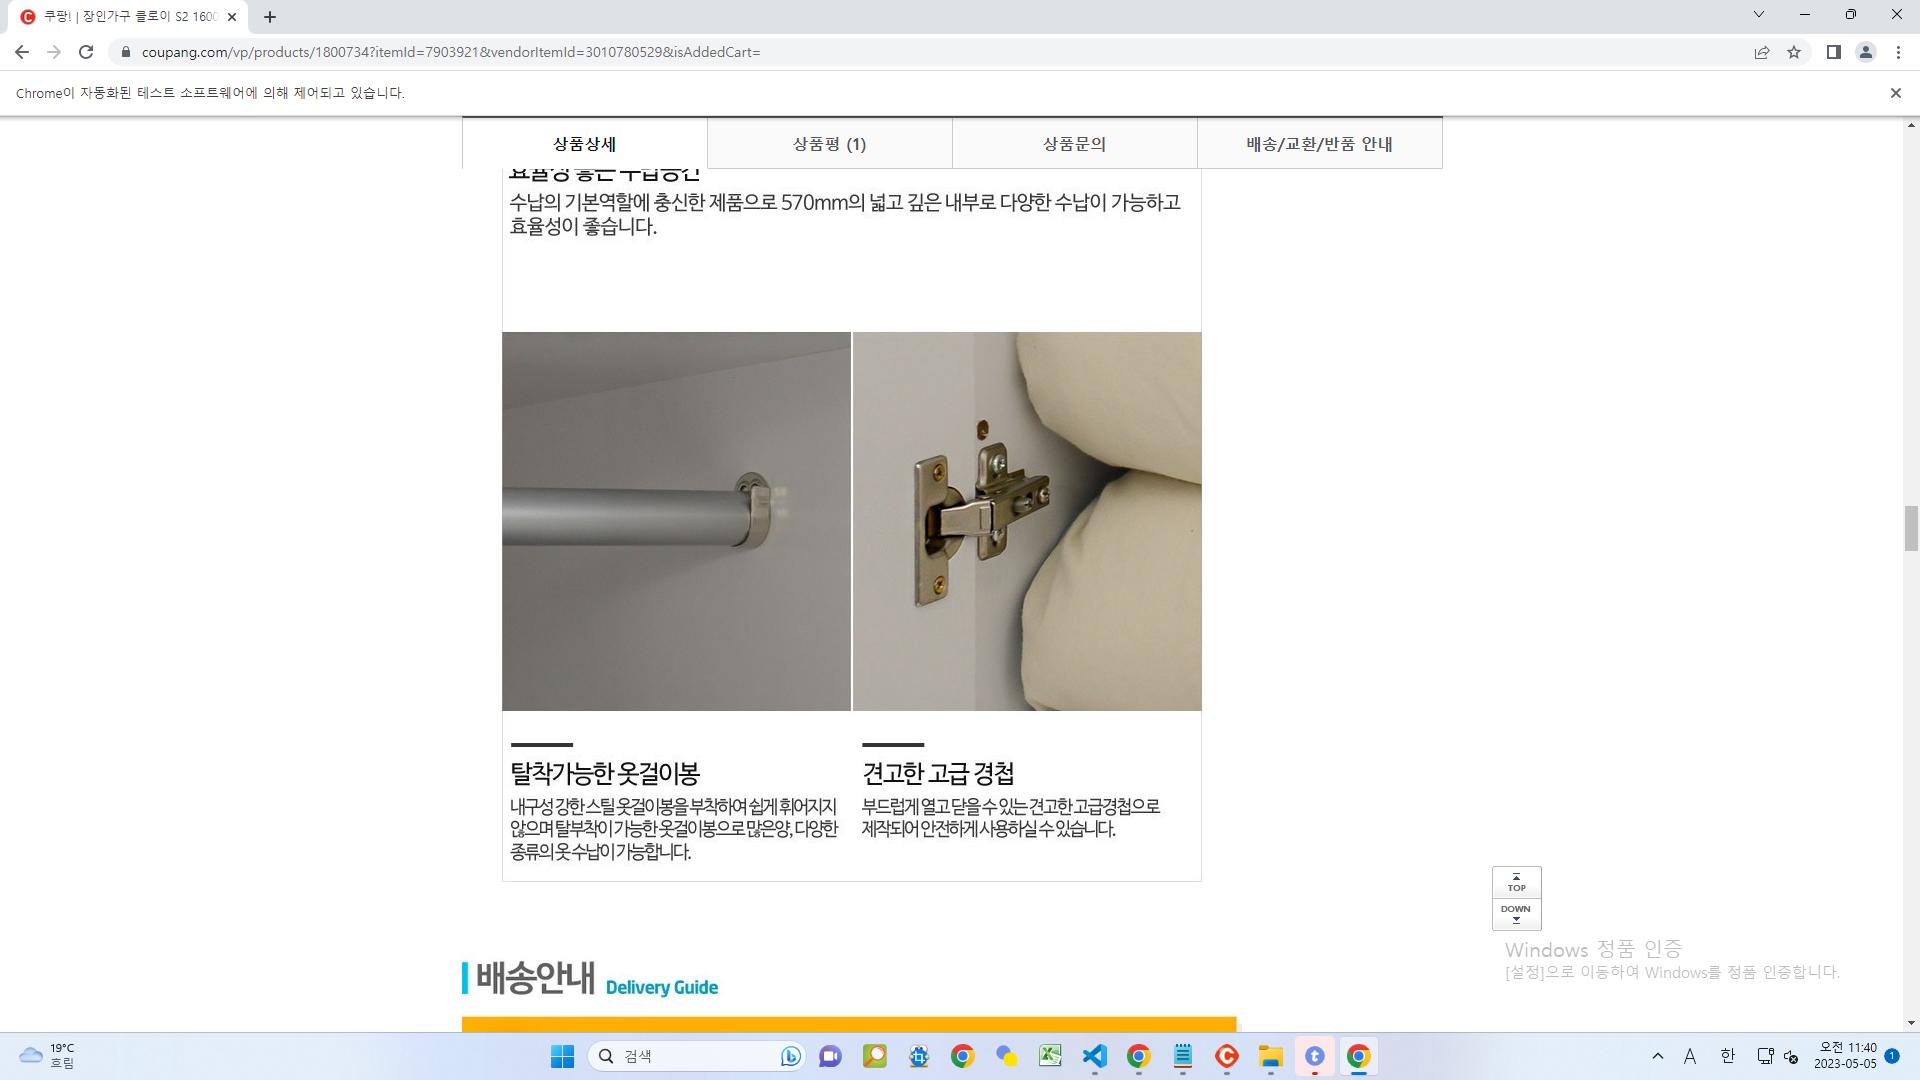 쿠팡! | 장인가구 클로이 S2 1600
coupang.com/vp/products/1800734?itemId=7903921&vendorItemId=3010780529&isAddedCart=
Chrome이 자동화된 테스트 소프트웨어에 의해 제어되고 있습니다.
상품상세
상품평 (1)
상품문의
배송/교환/반품 안내
효율성 좋은 수납공간
수납의 기본역할에 충신한 제품으로 570mm의 넓고 깊은 내부로 다양한 수납이 가능하고
효율성이 좋습니다.
탈착가능한 옷걸이봉
내구성 강한 스틸 옷걸이봉을 부착하여 쉽게 휘어지지
않으며 탈부착이 가능한 옷걸이봉으로 많은양, 다양한
종류의 옷 수납이 가능합니다.
견고한 고급 경첩
부드럽게 열고 닫을 수 있는 견고한 고급경첩으로
제작되어 안전하게 사용하실 수 있습니다.
TOP
DOWN
Windows 정품 인증
[설정]으로 이동하여 Windows를 정품 인증합니다.
배송안내 Delivery Guide
19°C
흐림
검색
A
한
오전 11:40
2023-05-05
1